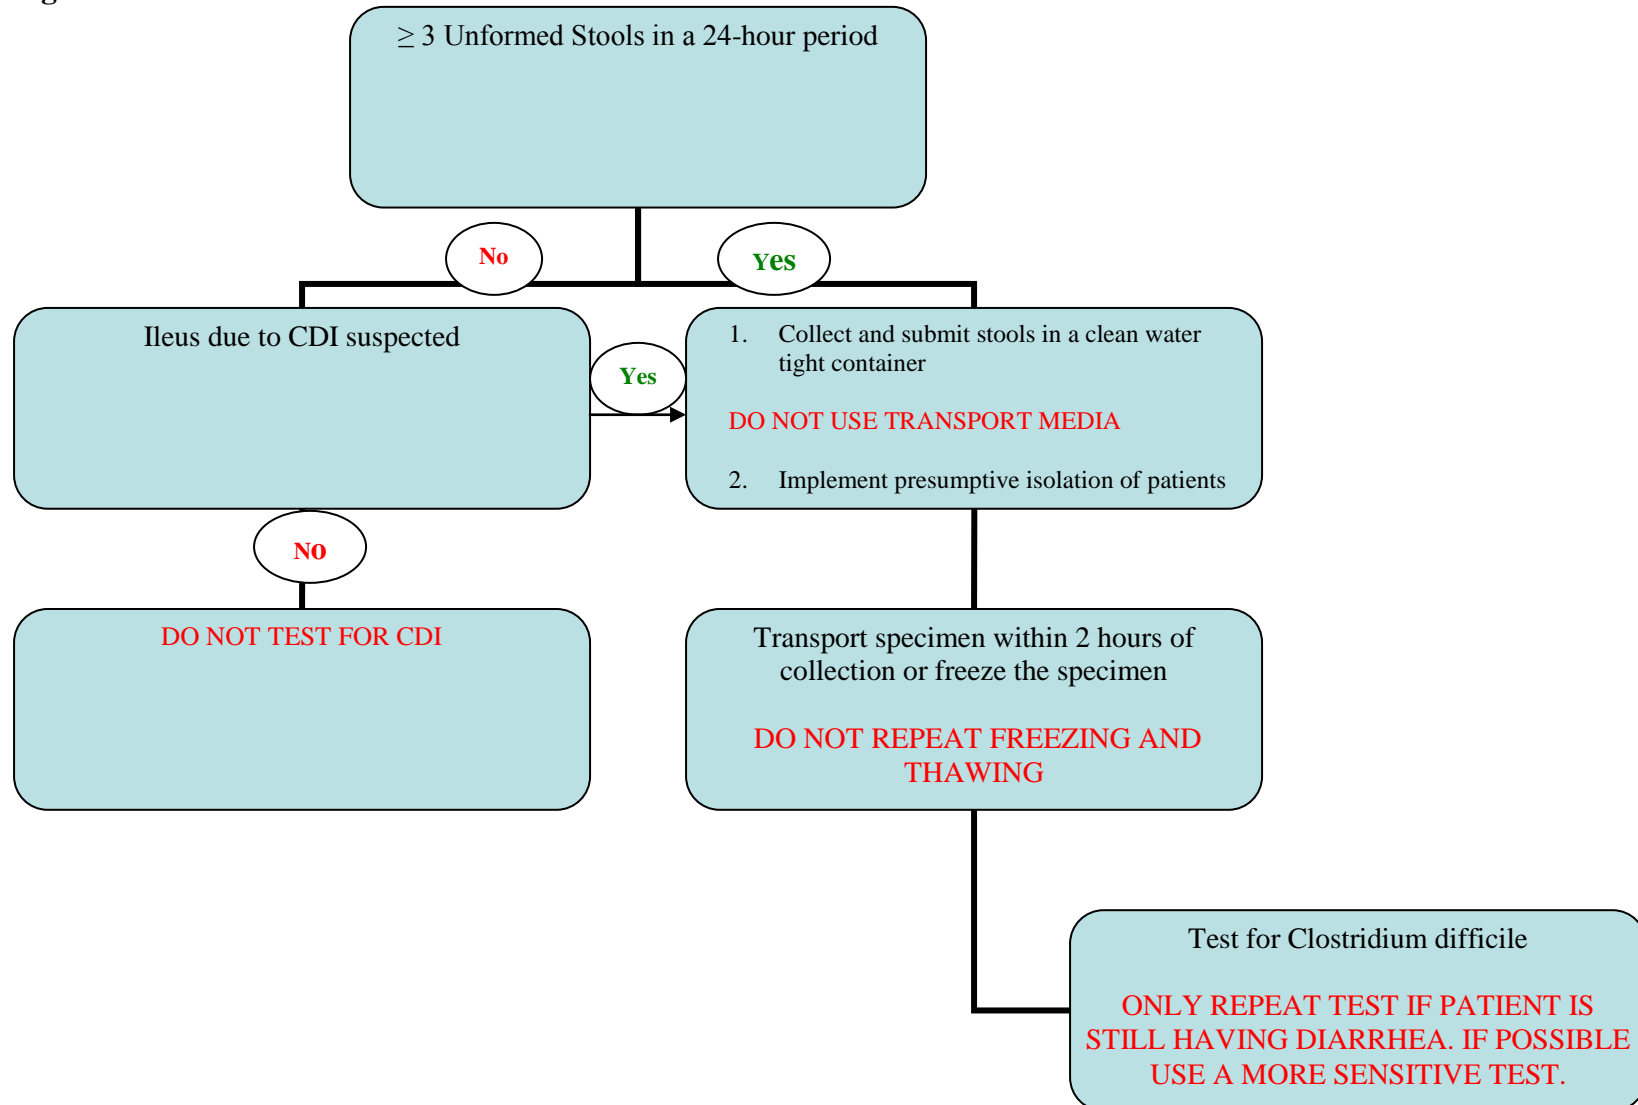 ≥ 3 Unformed Stools in a 24-hour period
No
Yes
Ileus due to CDI suspected
Yes
1. Collect and submit stools in a clean water
tight container
DO NOT USE TRANSPORT MEDIA
2. Implement presumptive isolation of patients
No
DO NOT TEST FOR CDI
Transport specimen within 2 hours of
collection or freeze the specimen
DO NOT REPEAT FREEZING AND
THAWING
Test for Clostridium difficile
ONLY REPEAT TEST IF PATIENT IS
STILL HAVING DIARRHEA. IF POSSIBLE
USE A MORE SENSITIVE TEST.